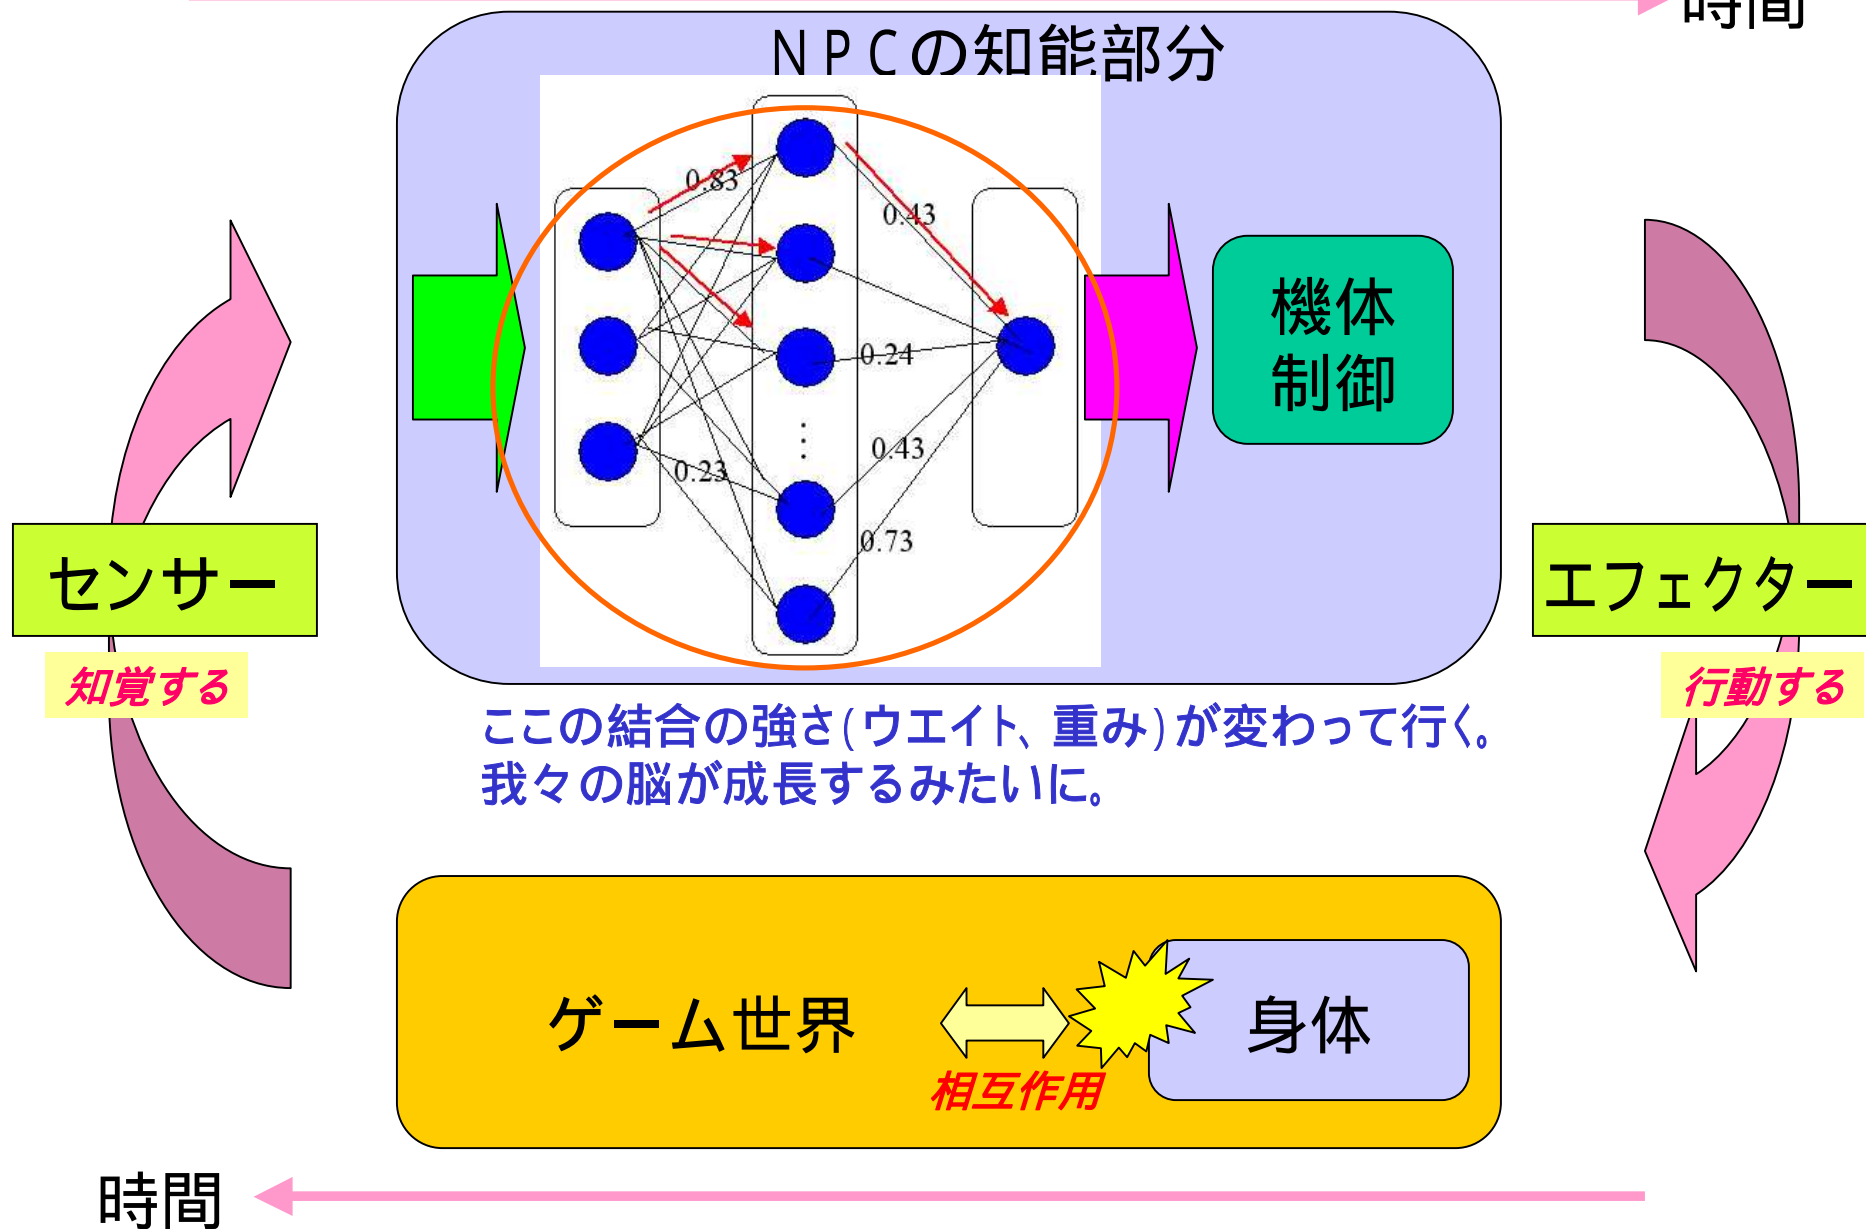 時間
ＮＰＣの知能部分
0.83
0.43
0.24
0.43
0.23
0.73
機体
制御
センサー
知覚する
エフェクター
行動する
ここの結合の強さ(ウエイト、重み)が変わって行く。
我々の脳が成長するみたいに。
ゲーム世界
相互作用
身体
時間